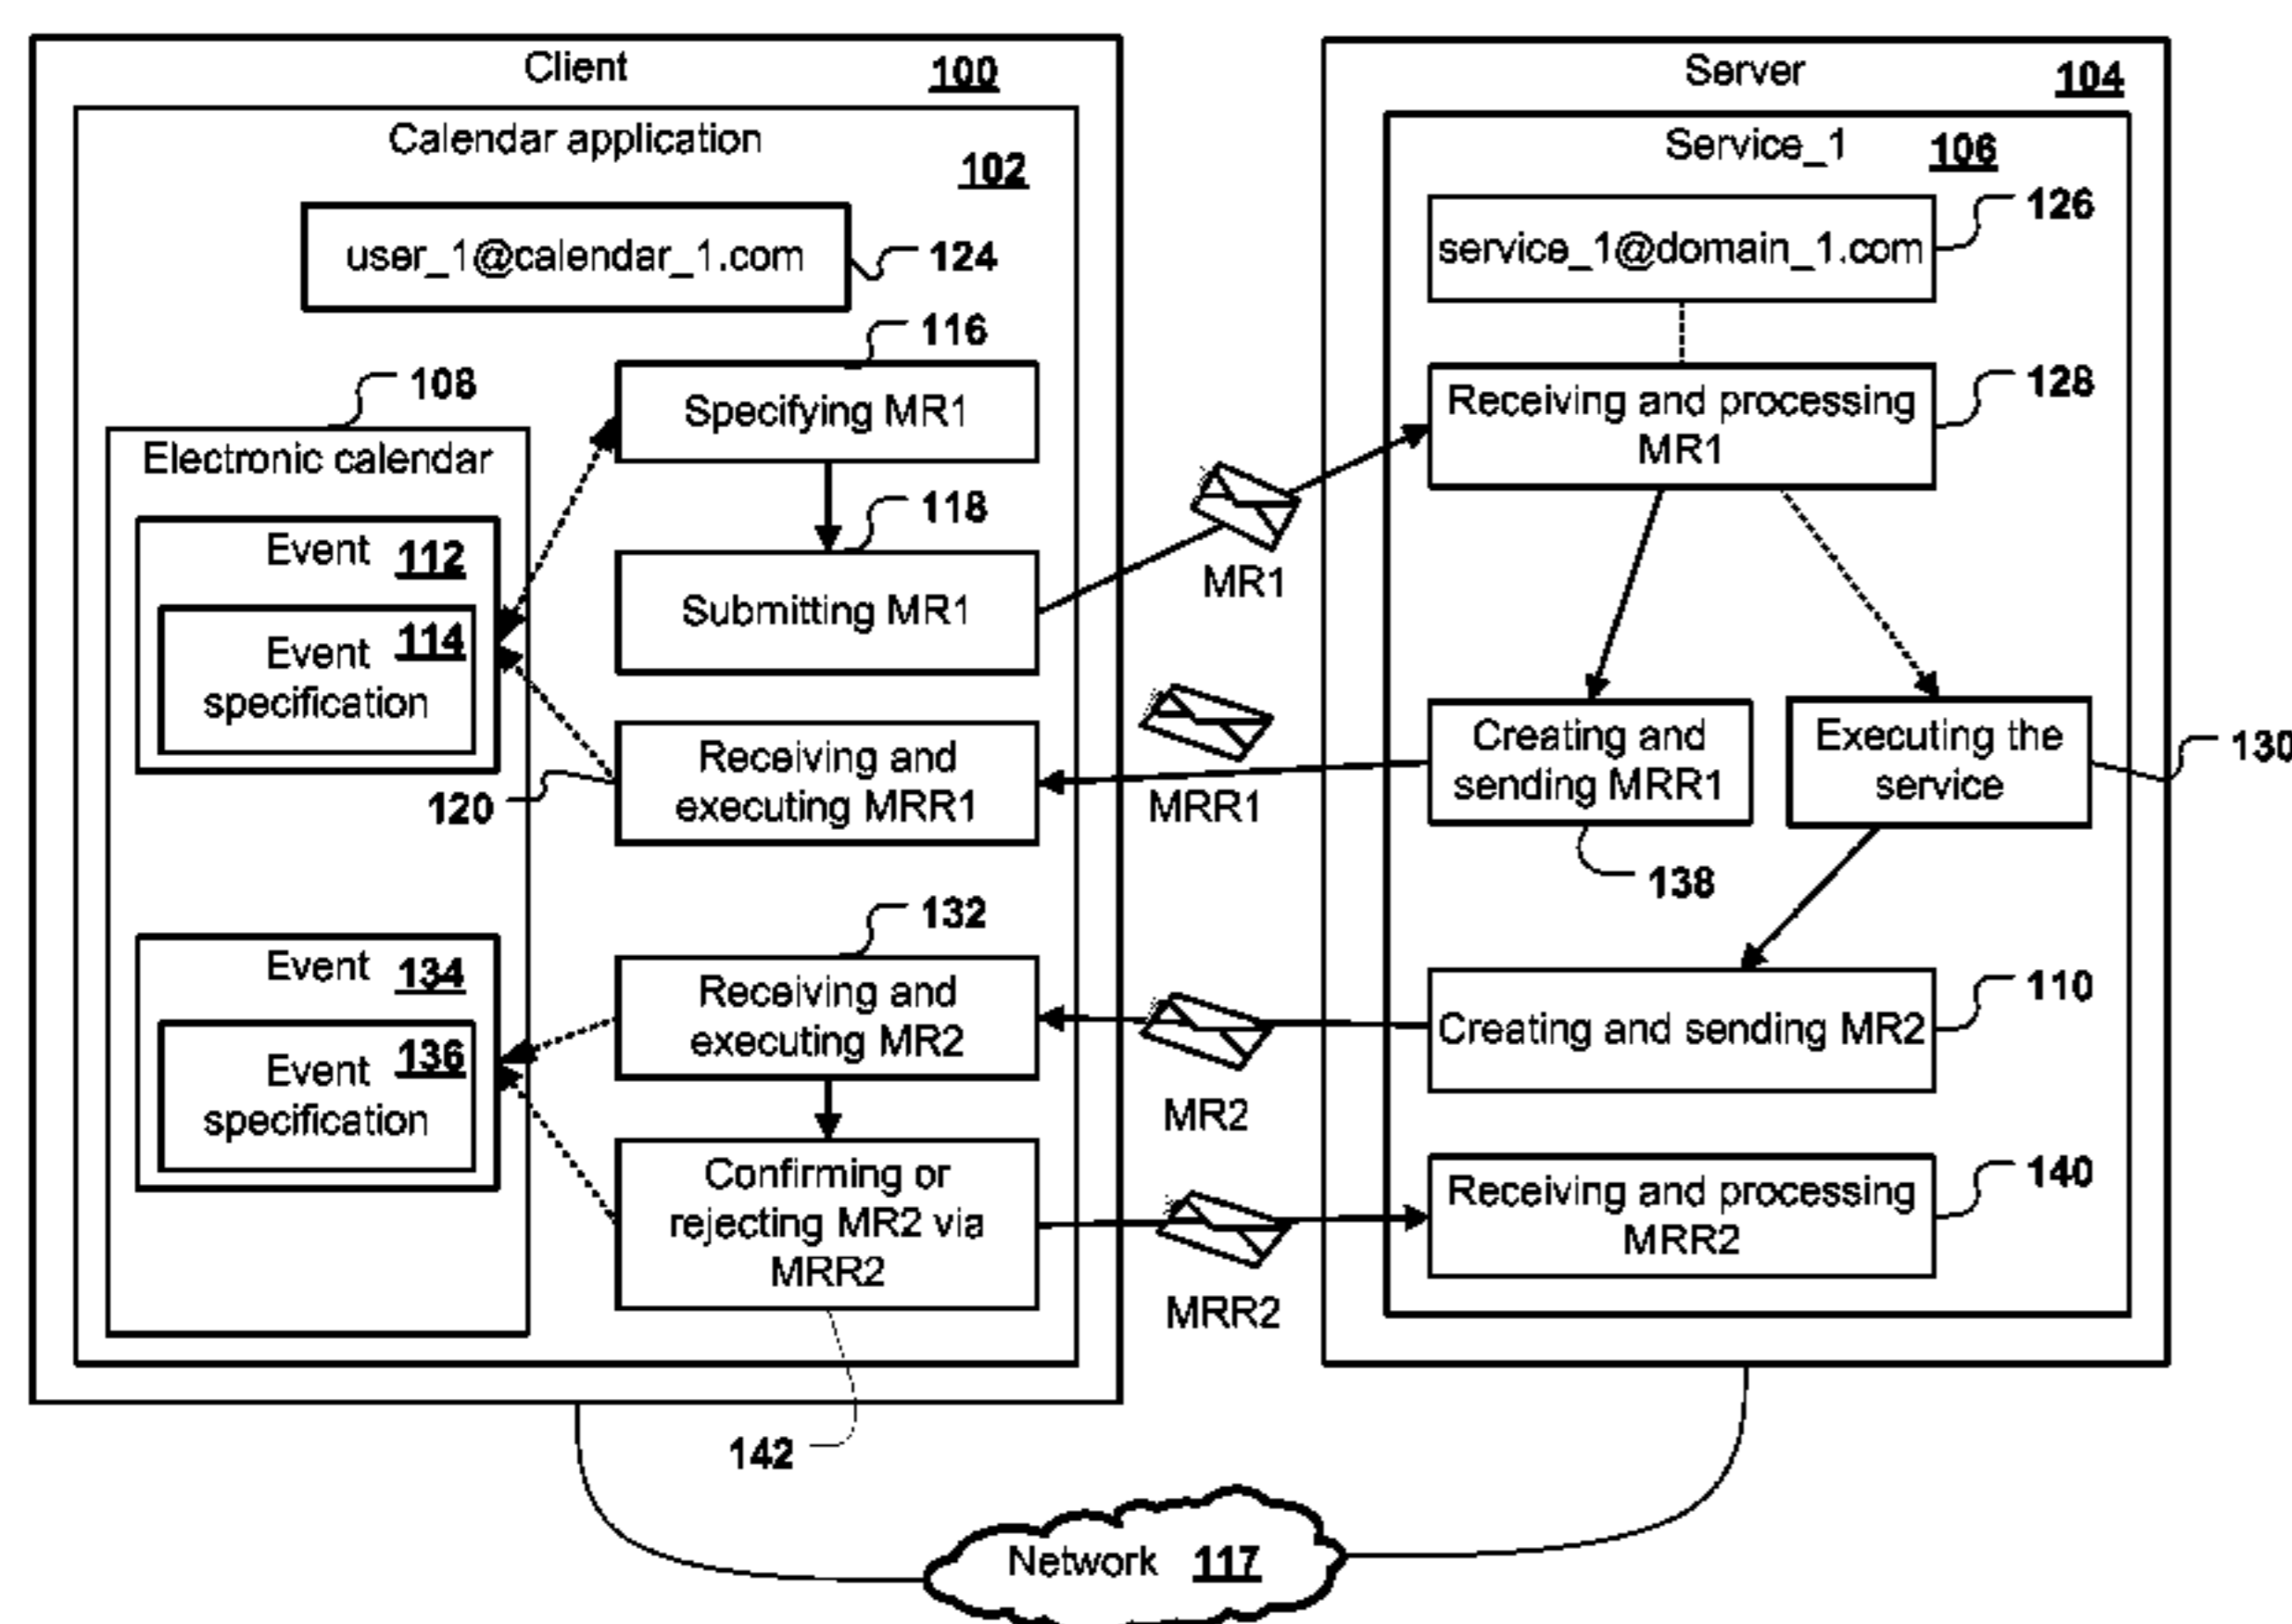 Client 100
Calendar application
102
user_1@calendar_1.com
124
116
108
Specifying MR1
Electronic calendar
118
Event 112
Submitting MR1
Event 114
specification
Receiving and
executing MRR1
120
132
Event 134
Receiving and
executing MR2
Event 136
specification
Confirming or
rejecting MR2 via
MRR2
142
MR1
MRR1
MR2
MRR2
Server 104
Service_1 106
126
service_1@domain_1.com
128
Receiving and processing
MR1
Creating and
sending MRR1
Executing the
service
130
138
110
Creating and sending MR2
140
Receiving and processing
MRR2
Network 117